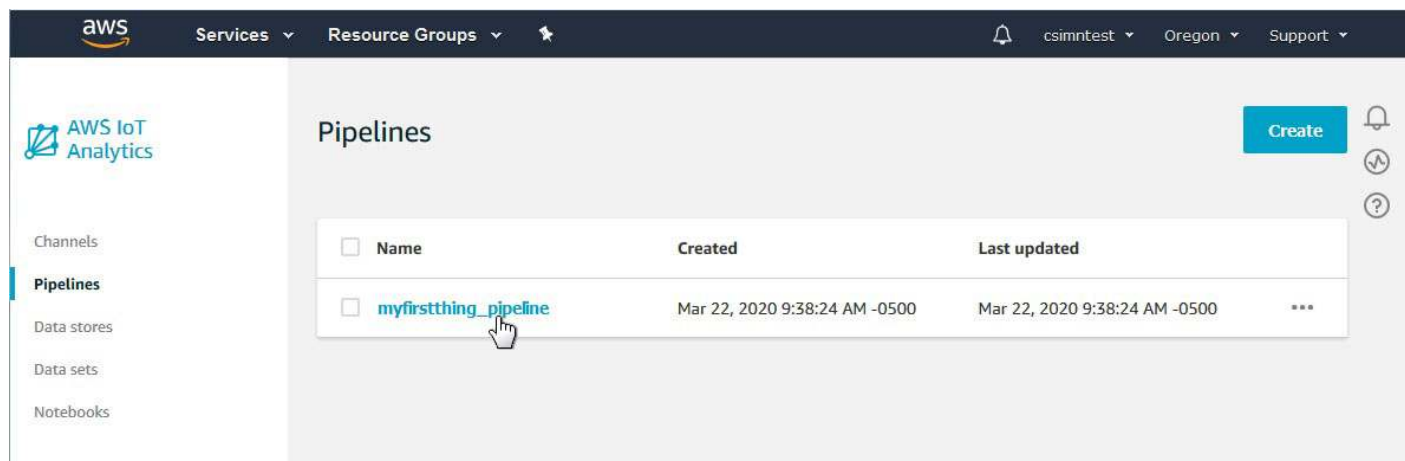 aws Services Resource Groups csimntest Oregon Support
AWS IoT
Analytics
Channels
Pipelines
Data stores
Data sets
Notebooks
Pipelines
Create
Name Created Last updated
myfirstthing_pipeline Mar 22, 2020 9:38:24 AM -0500 Mar 22, 2020 9:38:24 AM -0500